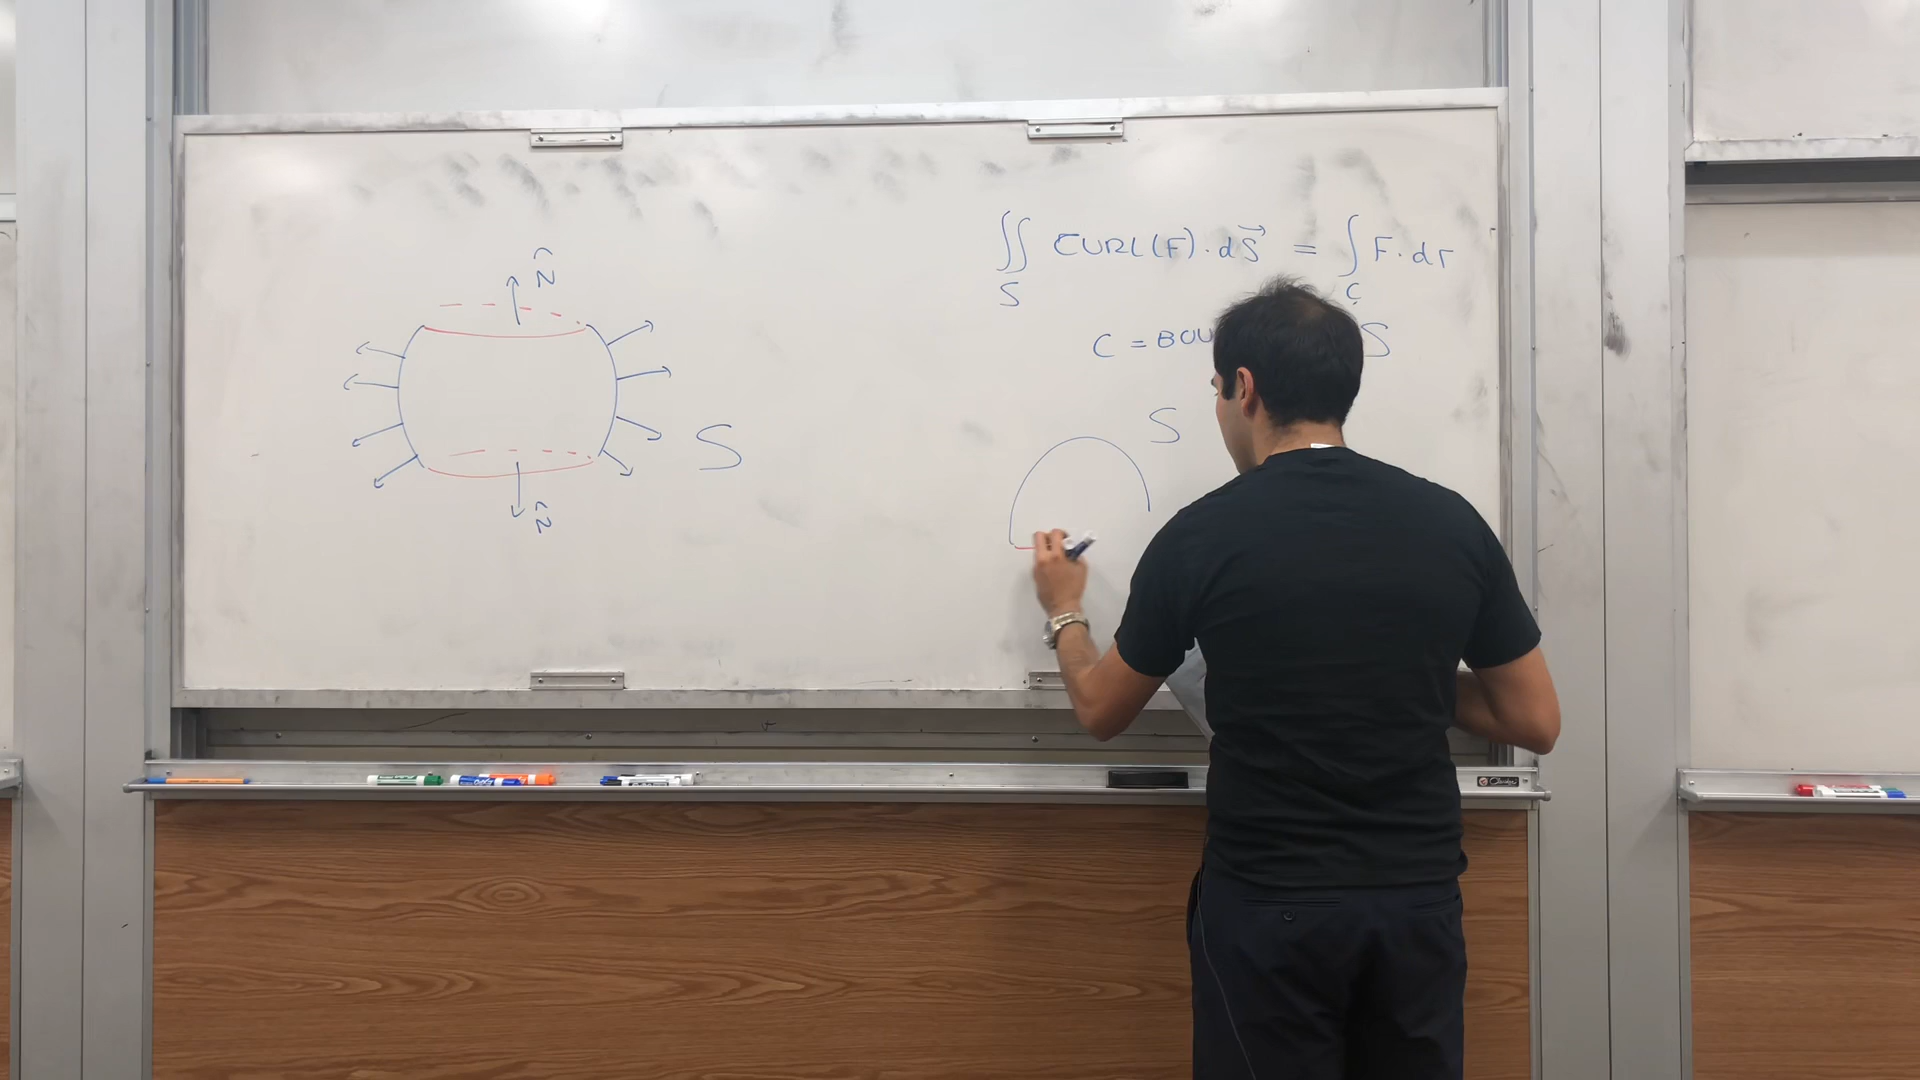 N̂
S
N̂
∬ CURL(F)·dS⃗ = ∫ F·dr
S C
C = BOU S
S